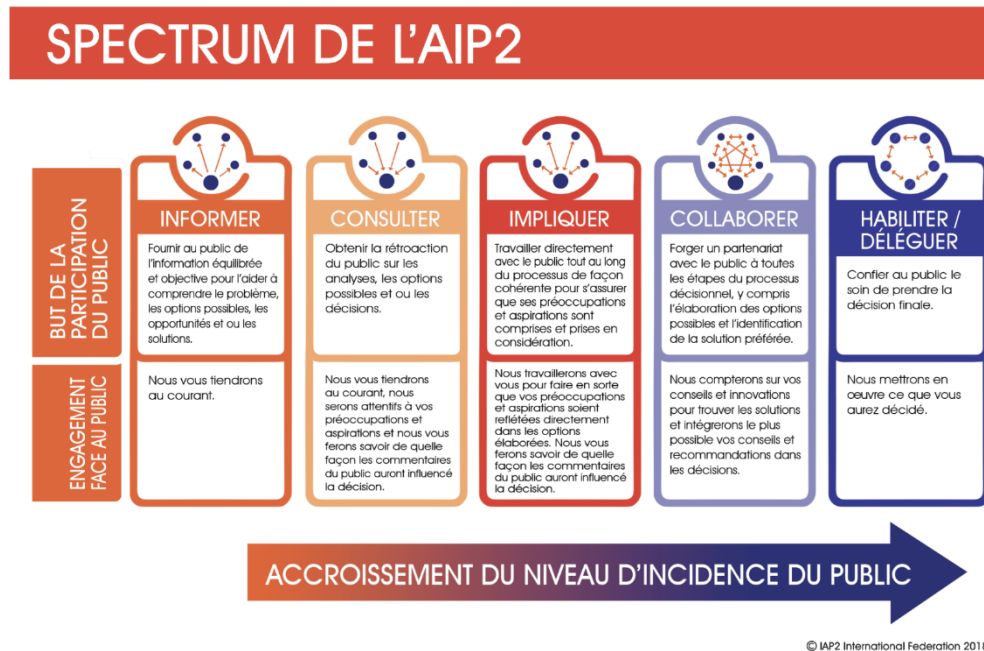 SPECTRUM DE L'AIP2
BUT DE LA
PARTICIPATION
DU PUBLIC
INFORMER
Fournir au public de
l'information équilibrée
et objective pour l'aider à
comprendre le problème,
les options possibles, les
opportunités et ou les
solutions.
CONSULTER
Obtenir la rétroaction
du public sur les
analyses, les options
possibles et ou les
décisions.
IMPLIQUER
Travailler directement
avec le public tout au long
du processus de façon
cohérente pour s'assurer
que ses préoccupations
et aspirations sont
comprises et prises en
considération.
COLLABORER
Forger un partenariat
avec le public à toutes
les étapes du processus
décisionnel, y compris
l'élaboration des options
possibles et l'identification
de la solution préférée.
HABILITER /
DÉLÉGUER
Confier au public le
soin de prendre la
décision finale.
ENGAGEMENT
FACE AU PUBLIC
Nous vous tiendrons
au courant.
Nous vous tiendrons
au courant, nous
serons attentifs à vos
préoccupations et
aspirations et nous vous
ferons savoir de quelle
façon les commentaires
du public auront influencé
la décision.
Nous travaillerons avec
vous pour faire en sorte
que vos préoccupations
et aspirations soient
reflétées directement
dans les options
élaborées. Nous vous
ferons savoir de quelle
façon les commentaires
du public auront influencé
la décision.
Nous compterons sur vos
conseils et innovations
pour trouver les solutions
et intégrerons le plus
possible vos conseils et
recommandations dans
les décisions.
Nous mettrons en
œuvre ce que vous
aurez décidé.
ACCROISSEMENT DU NIVEAU D'INCIDENCE DU PUBLIC
© IAP2 International Federation 2018